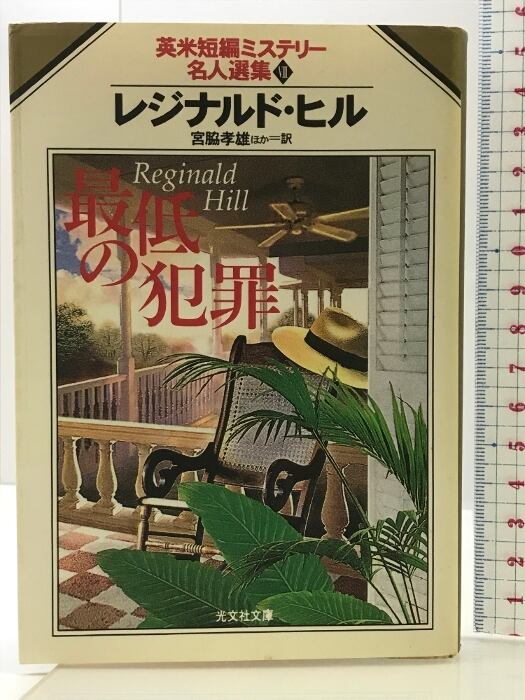 英米短編ミステリー
名人選集 Ⅶ
レジナルド・ヒル
宮脇孝雄ほか=訳
Reginald
Hill
最低
の犯罪
光文社文庫